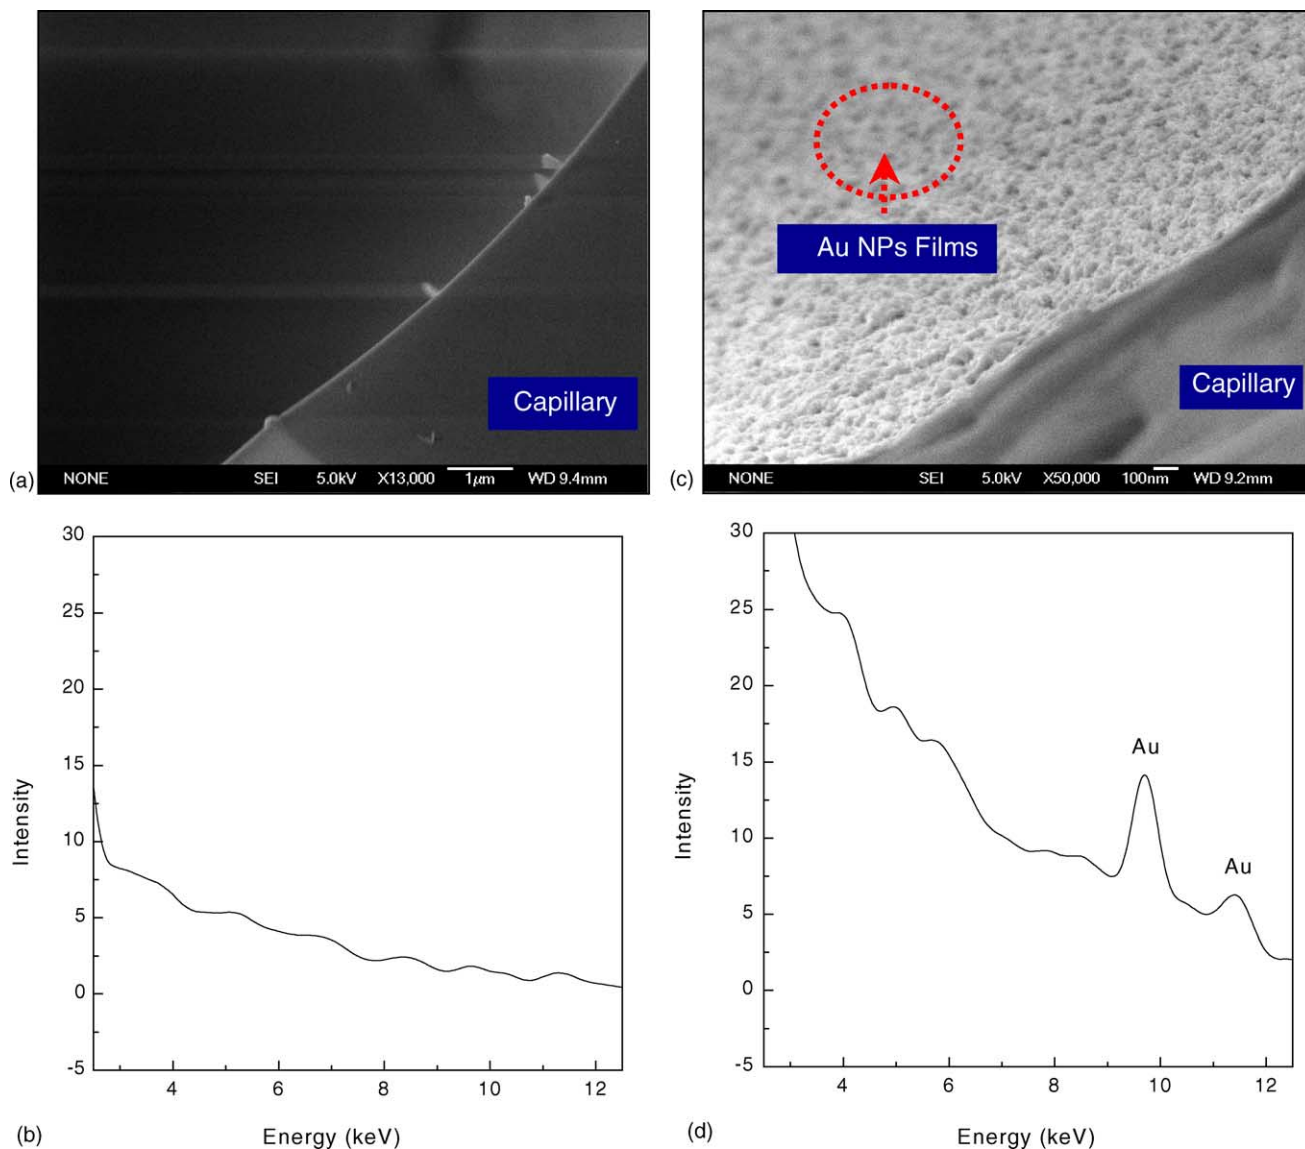 Capillary
(a)
NONE SEI 5.0kV X13,000 1μm WD 9.4mm
Au NPs Films
Capillary
(c)
NONE SEI 5.0kV X50,000 100nm WD 9.2mm
30
25
20
15
10
5
0
-5
4 6 8 10 12
Intensity
Energy (keV)
(b)
30
25
20
15
10
5
0
-5
4 6 8 10 12
Au
Au
Intensity
Energy (keV)
(d)